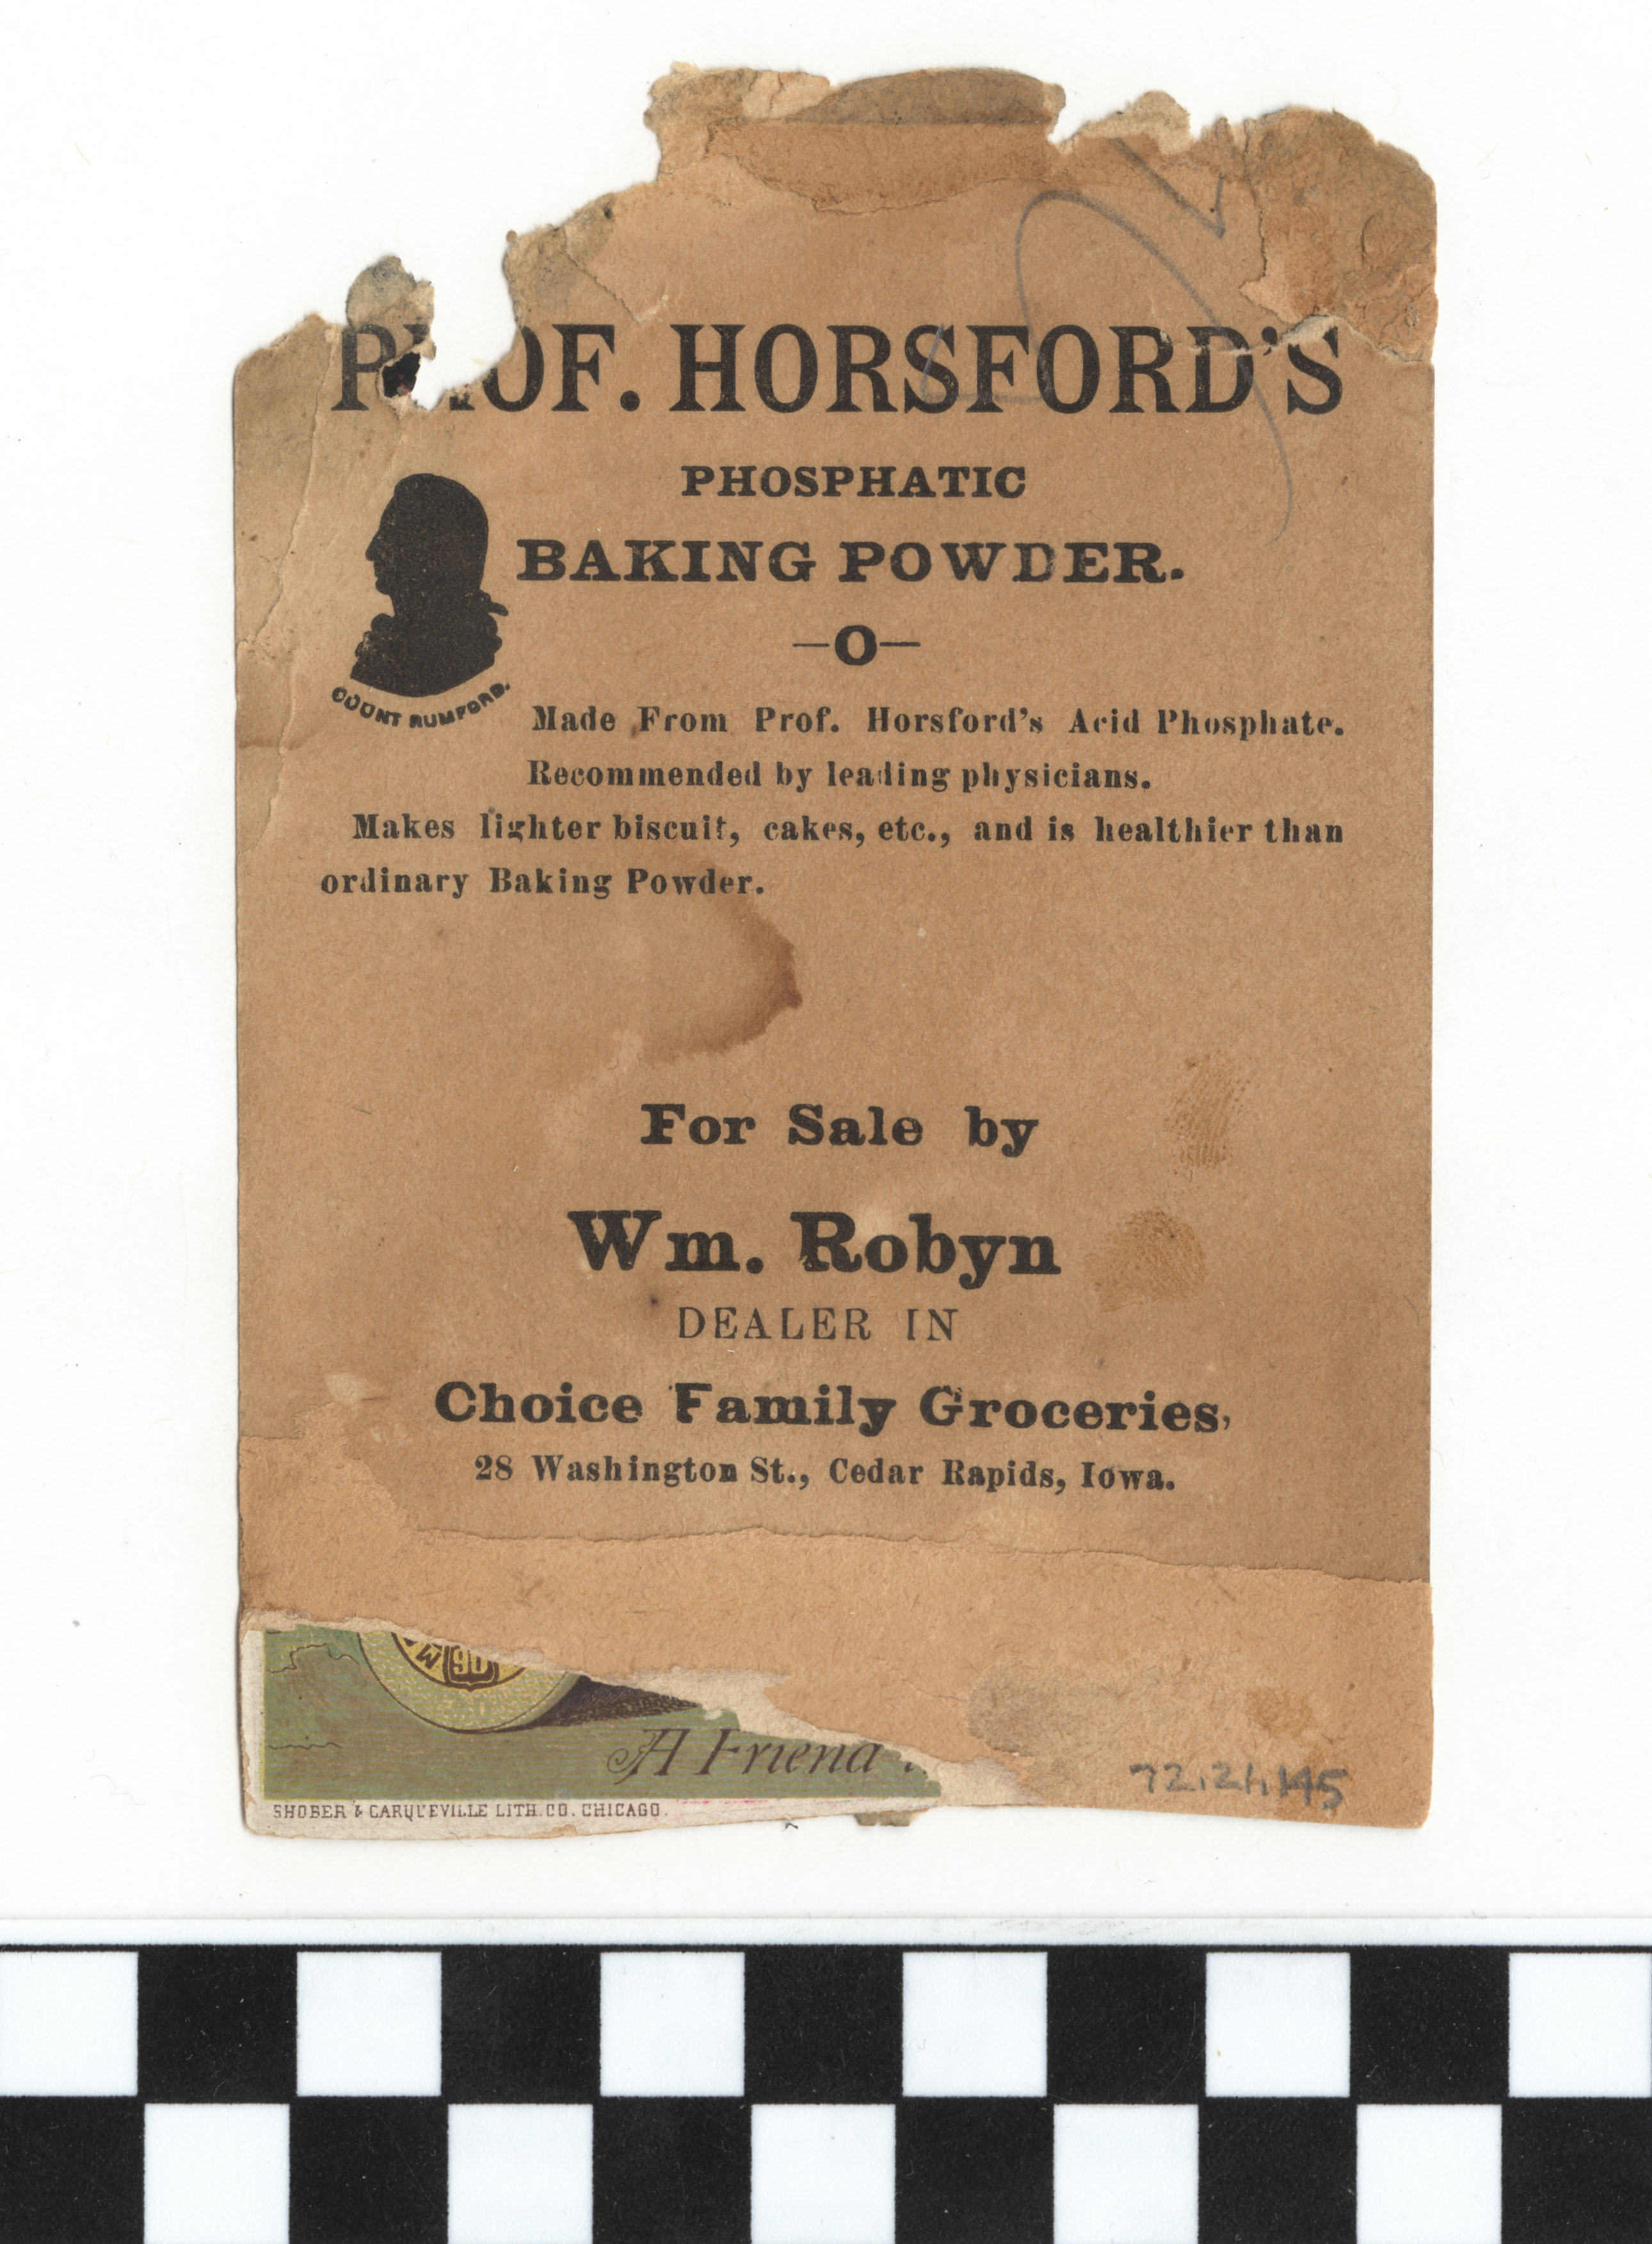 PROF. HORSFORD'S
PHOSPHATIC
BAKING POWDER.
—O—
COUNT RUMFORD.
Made From Prof. Horsford's Acid Phosphate.
Recommended by leading physicians.
Makes lighter biscuit, cakes, etc., and is healthier than
ordinary Baking Powder.
For Sale by
Wm. Robyn
DEALER IN
Choice Family Groceries,
28 Washington St., Cedar Rapids, Iowa.
A Friend
72.21.145
SHOBER & CARQUEVILLE LITH. CO. CHICAGO.